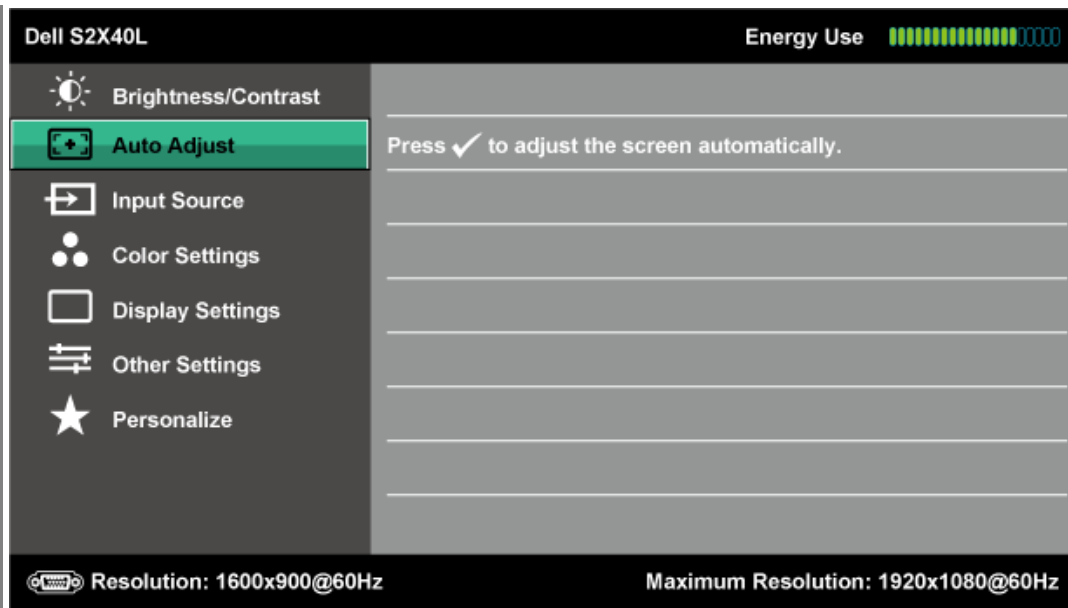 Dell S2X40L
Energy Use
Brightness/Contrast
Auto Adjust
Press ✓ to adjust the screen automatically.
Input Source
Color Settings
Display Settings
Other Settings
Personalize
Resolution: 1600x900@60Hz
Maximum Resolution: 1920x1080@60Hz